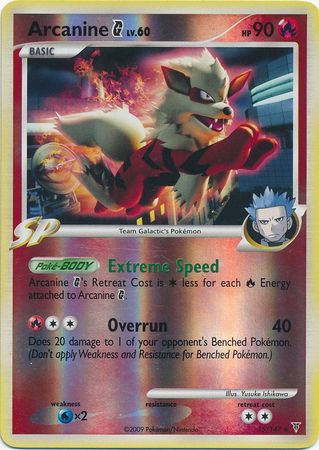 Arcanine G LV.60 HP 90
BASIC
SP
Team Galactic's Pokémon
Poké-BODY Extreme Speed
Arcanine G's Retreat Cost is less for each Energy
attached to Arcanine G.
Overrun 40
Does 20 damage to 1 of your opponent's Benched Pokémon.
(Don't apply Weakness and Resistance for Benched Pokémon.)
Illus. Yusuke Ishikawa
weakness resistance retreat cost
×2
©2009 Pokémon/Nintendo